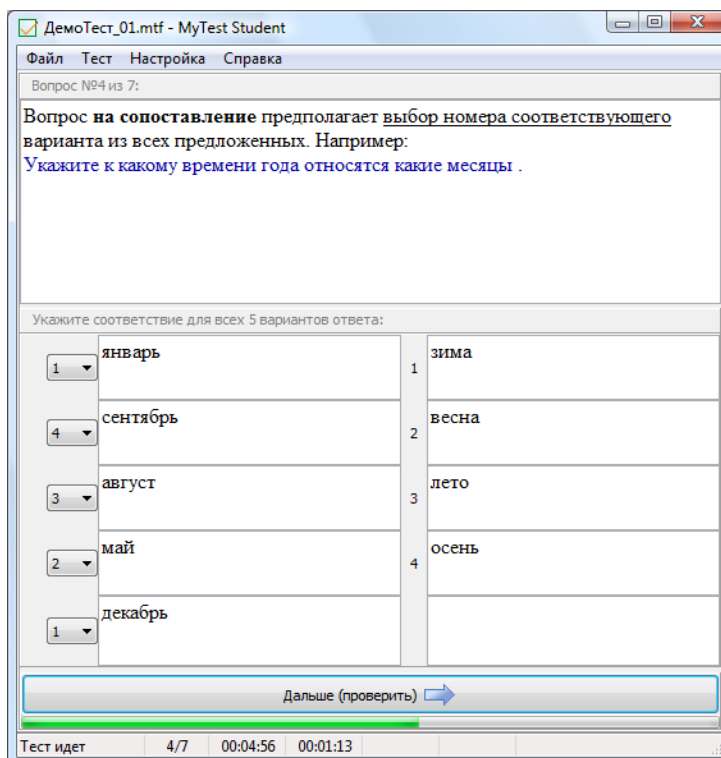 ДемоТест_01.mtf - MyTest Student
Файл Тест Настройка Справка
Вопрос №4 из 7:
Вопрос на сопоставление предполагает выбор номера соответствующего
варианта из всех предложенных. Например:
Укажите к какому времени года относятся какие месяцы .
Укажите соответствие для всех 5 вариантов ответа:
1 январь 1 зима
4 сентябрь 2 весна
3 август 3 лето
2 май 4 осень
1 декабрь
Дальше (проверить)
Тест идет 4/7 00:04:56 00:01:13